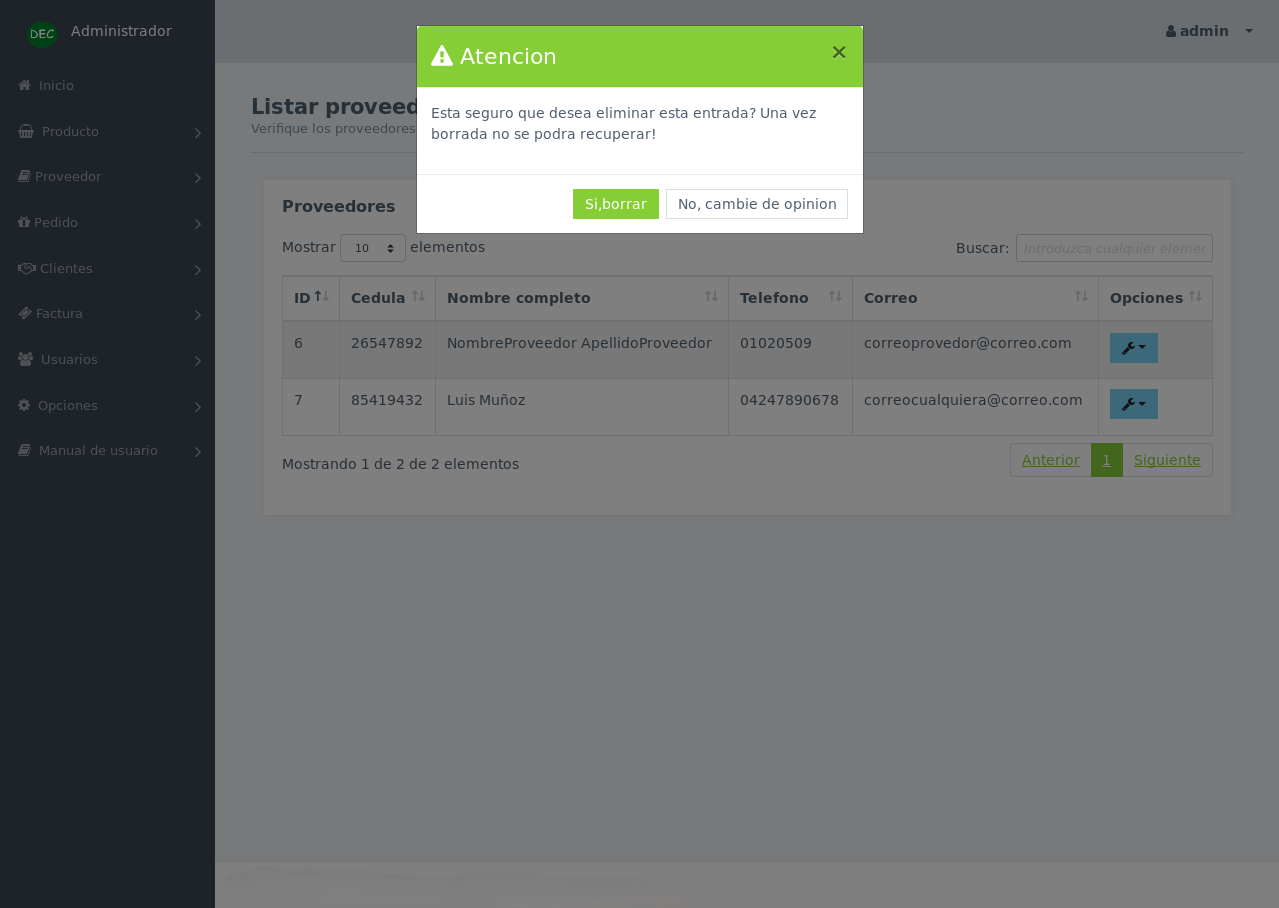 DEC Administrador
admin
Inicio
Producto
Proveedor
Pedido
Clientes
Factura
Usuarios
Opciones
Manual de usuario
Atencion ×
Esta seguro que desea eliminar esta entrada? Una vez
borrada no se podra recuperar!
Si,borrar No, cambie de opinion
Listar proveed
Verifique los proveedores
Proveedores
Mostrar 10 elementos Buscar: Introduzca cualquier elemen
ID Cedula Nombre completo Telefono Correo Opciones
6 26547892 NombreProveedor ApellidoProveedor 01020509 correoprovedor@correo.com
7 85419432 Luis Muñoz 04247890678 correocualquiera@correo.com
Mostrando 1 de 2 de 2 elementos Anterior 1 Siguiente